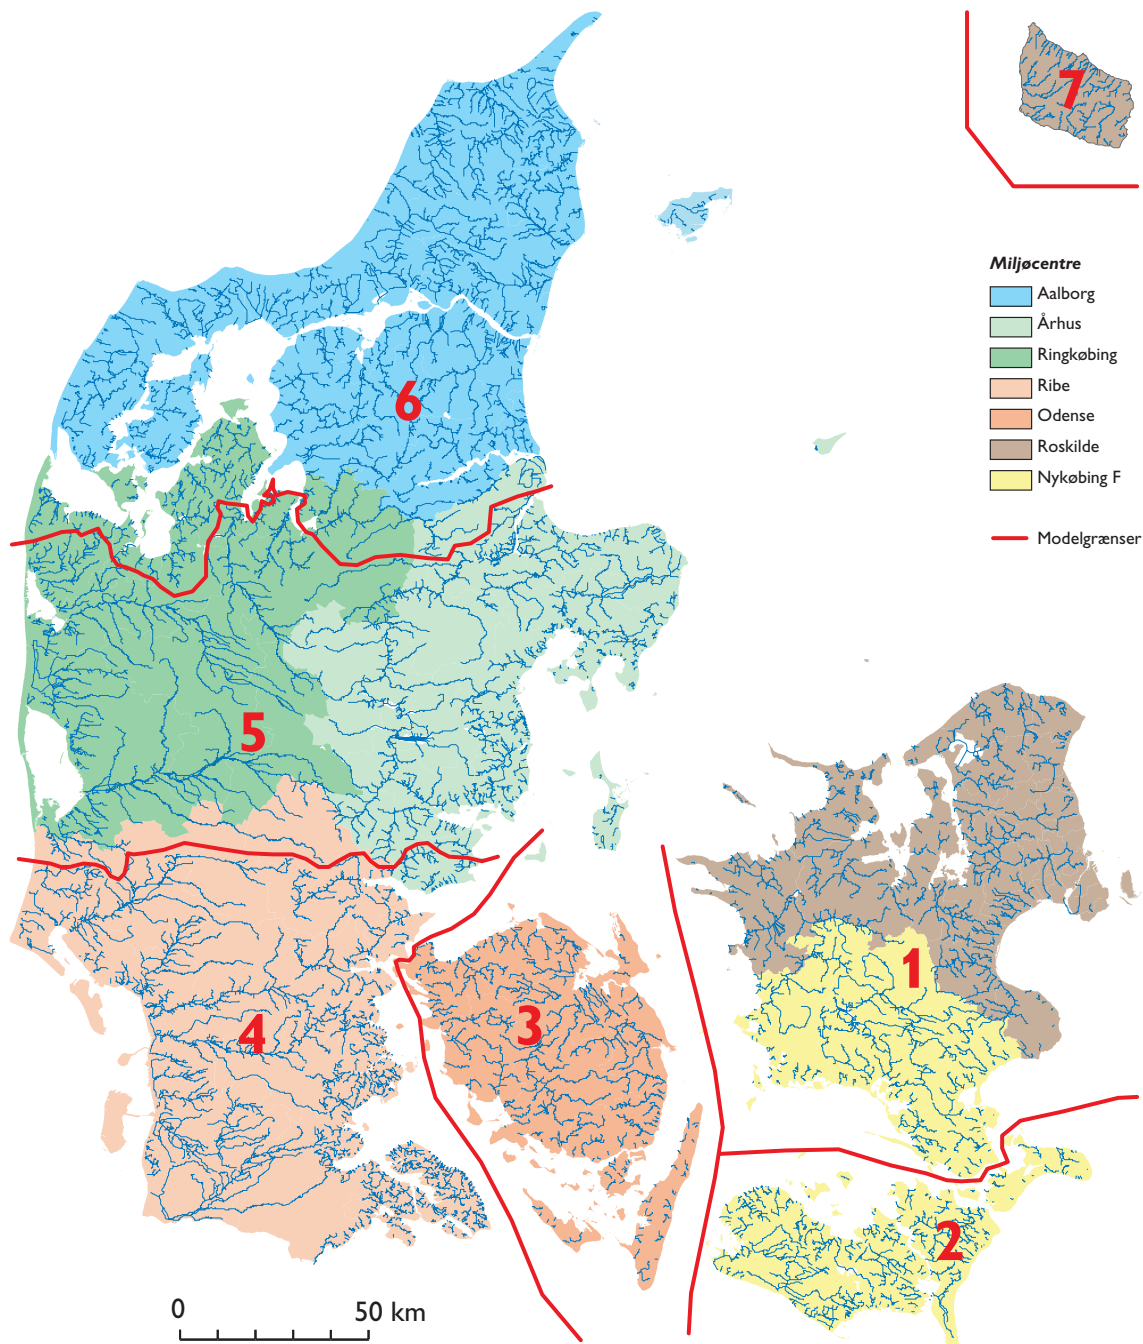 7
Miljøcentre
Aalborg
Århus
Ringkøbing
Ribe
Odense
Roskilde
Nykøbing F
Modelgrænser
6
5
1
3
4
2
0 50 km